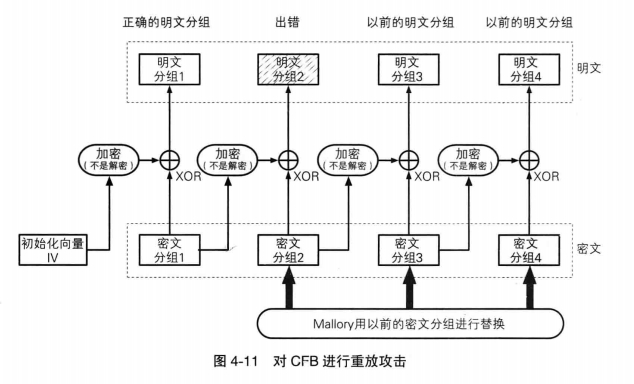 正确的明文分组
出错
以前的明文分组
以前的明文分组
明文
分组1
明文
分组2
明文
分组3
明文
分组4
明文
加密
(不是解密)
XOR
加密
(不是解密)
XOR
加密
(不是解密)
XOR
加密
(不是解密)
XOR
初始化向量
IV
密文
分组1
密文
分组2
密文
分组3
密文
分组4
密文
Mallory用以前的密文分组进行替换
图 4-11 对 CFB 进行重放攻击